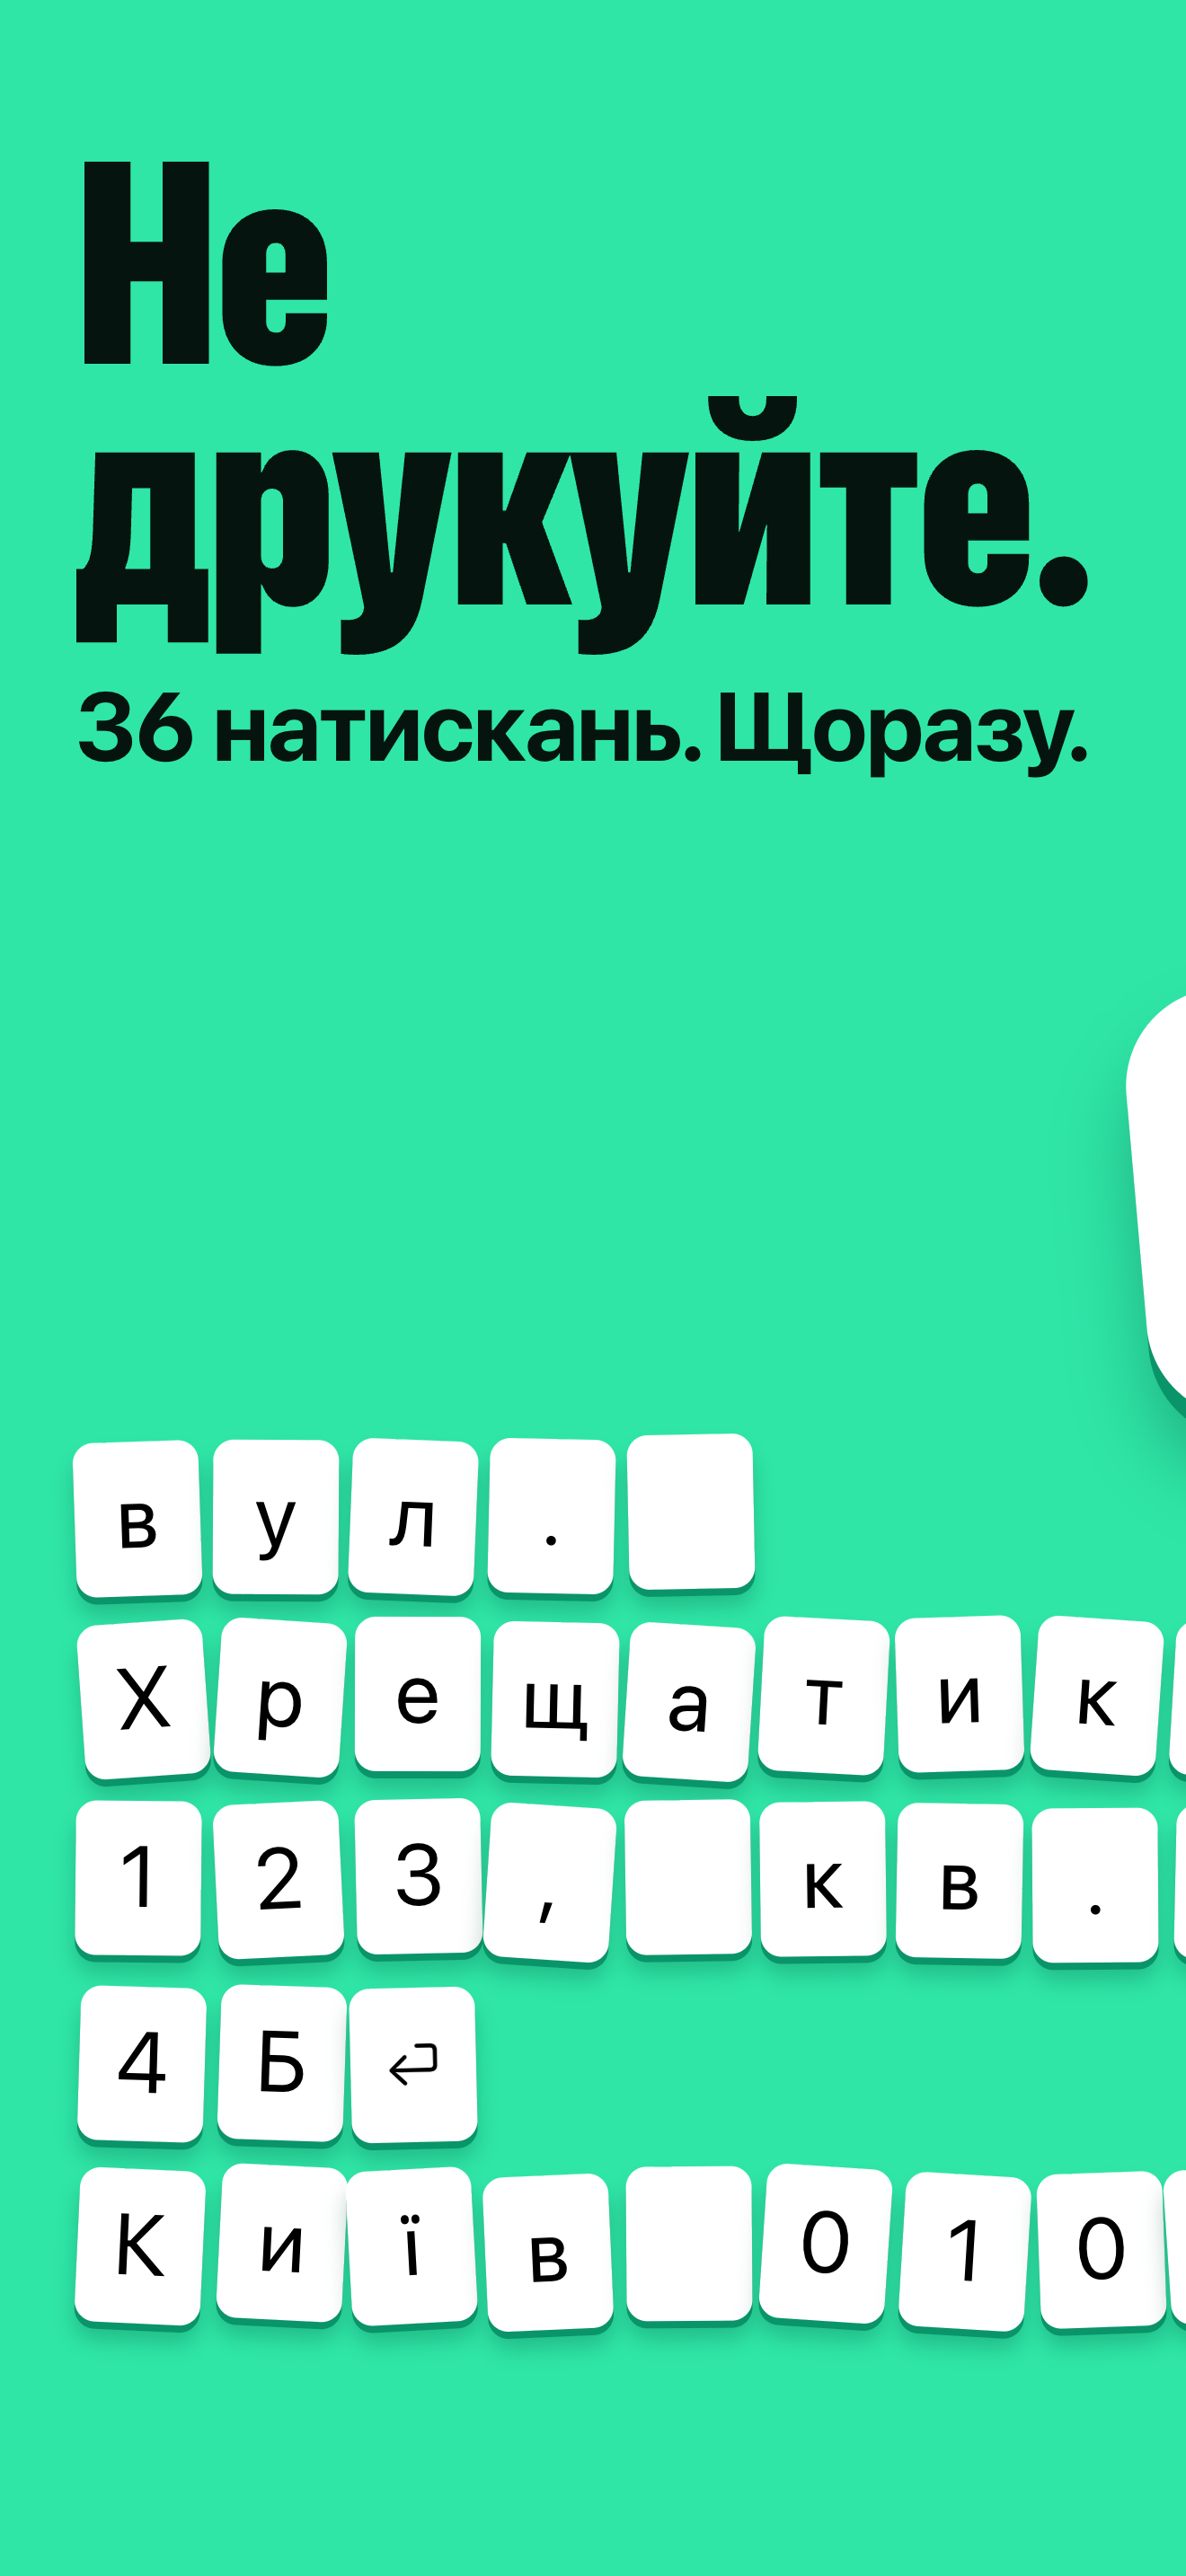 Не
друкуйте.
36 натискань. Щоразу.
вул.
Хрещатик
123, кв.
4Б⏎
Київ 010